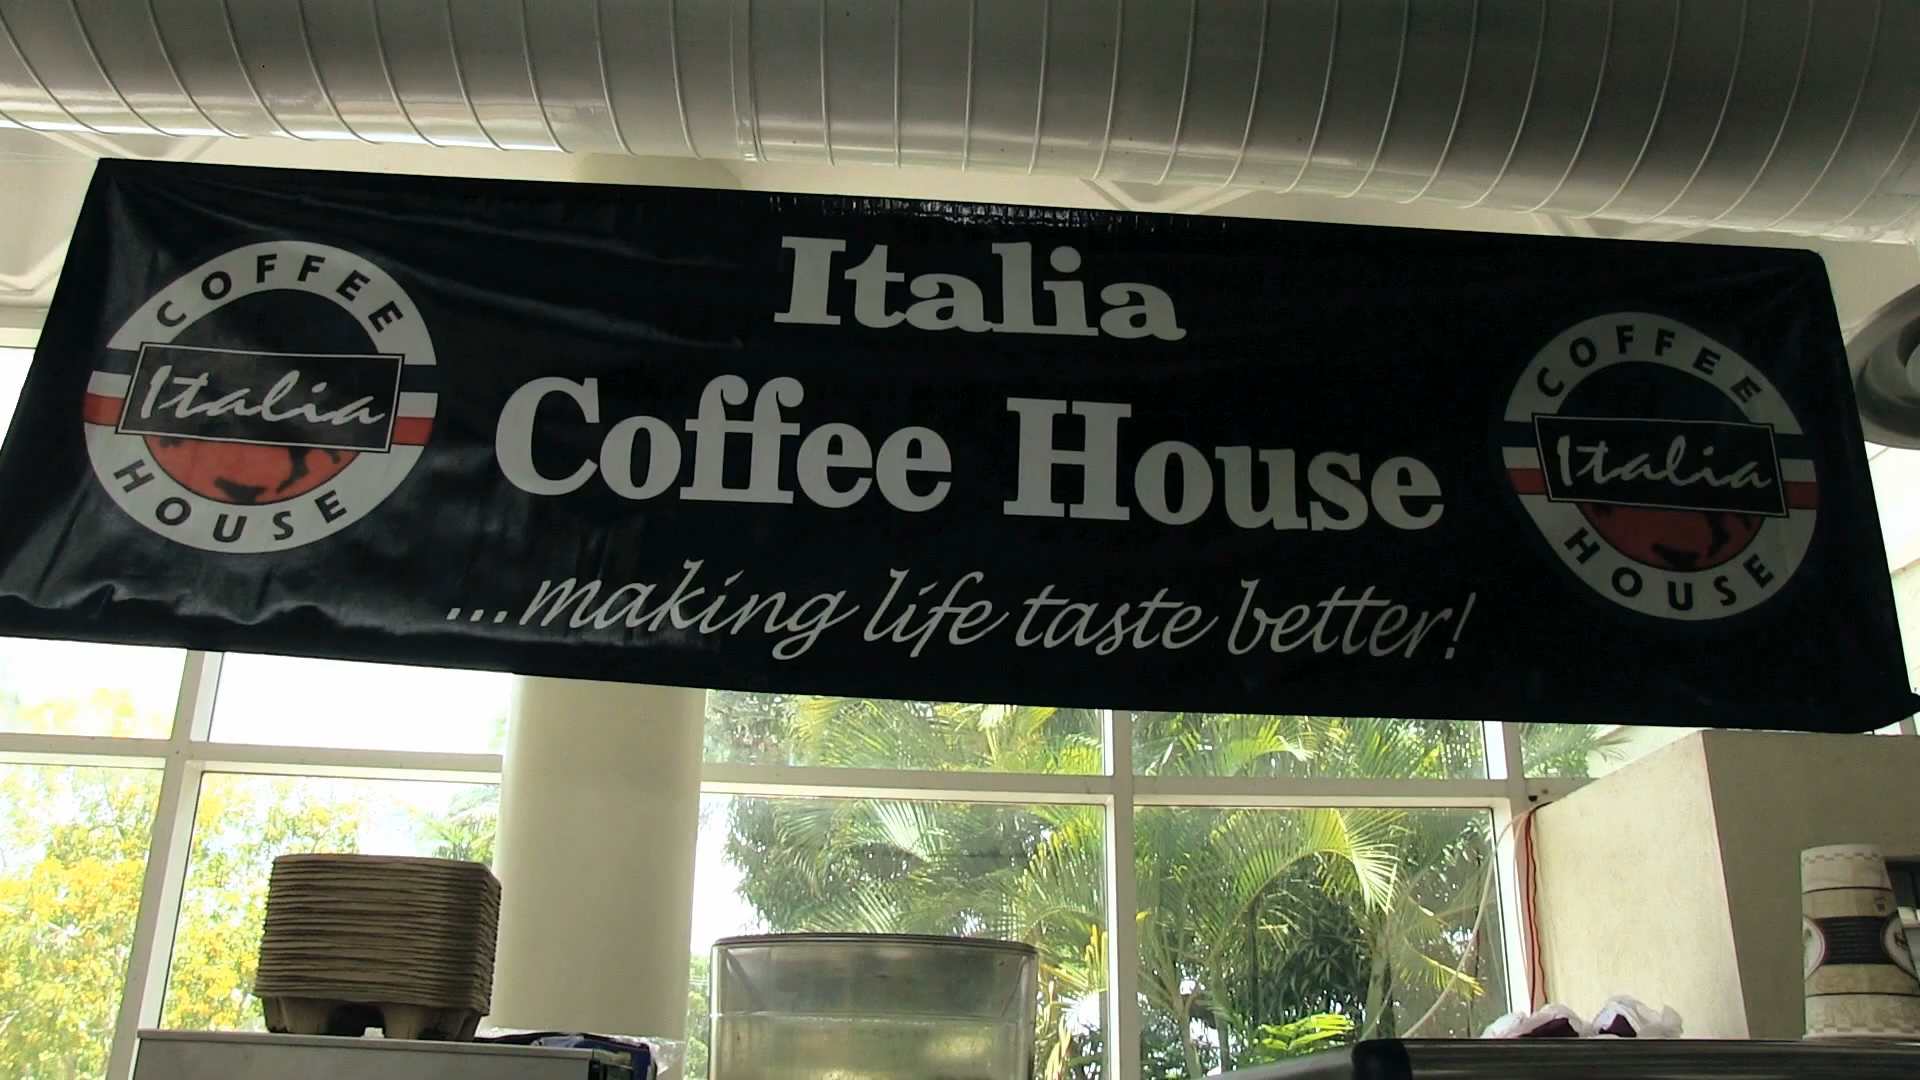 COFFEE
Italia
HOUSE
Italia
Coffee House
...making life taste better!
COFFEE
Italia
HOUSE